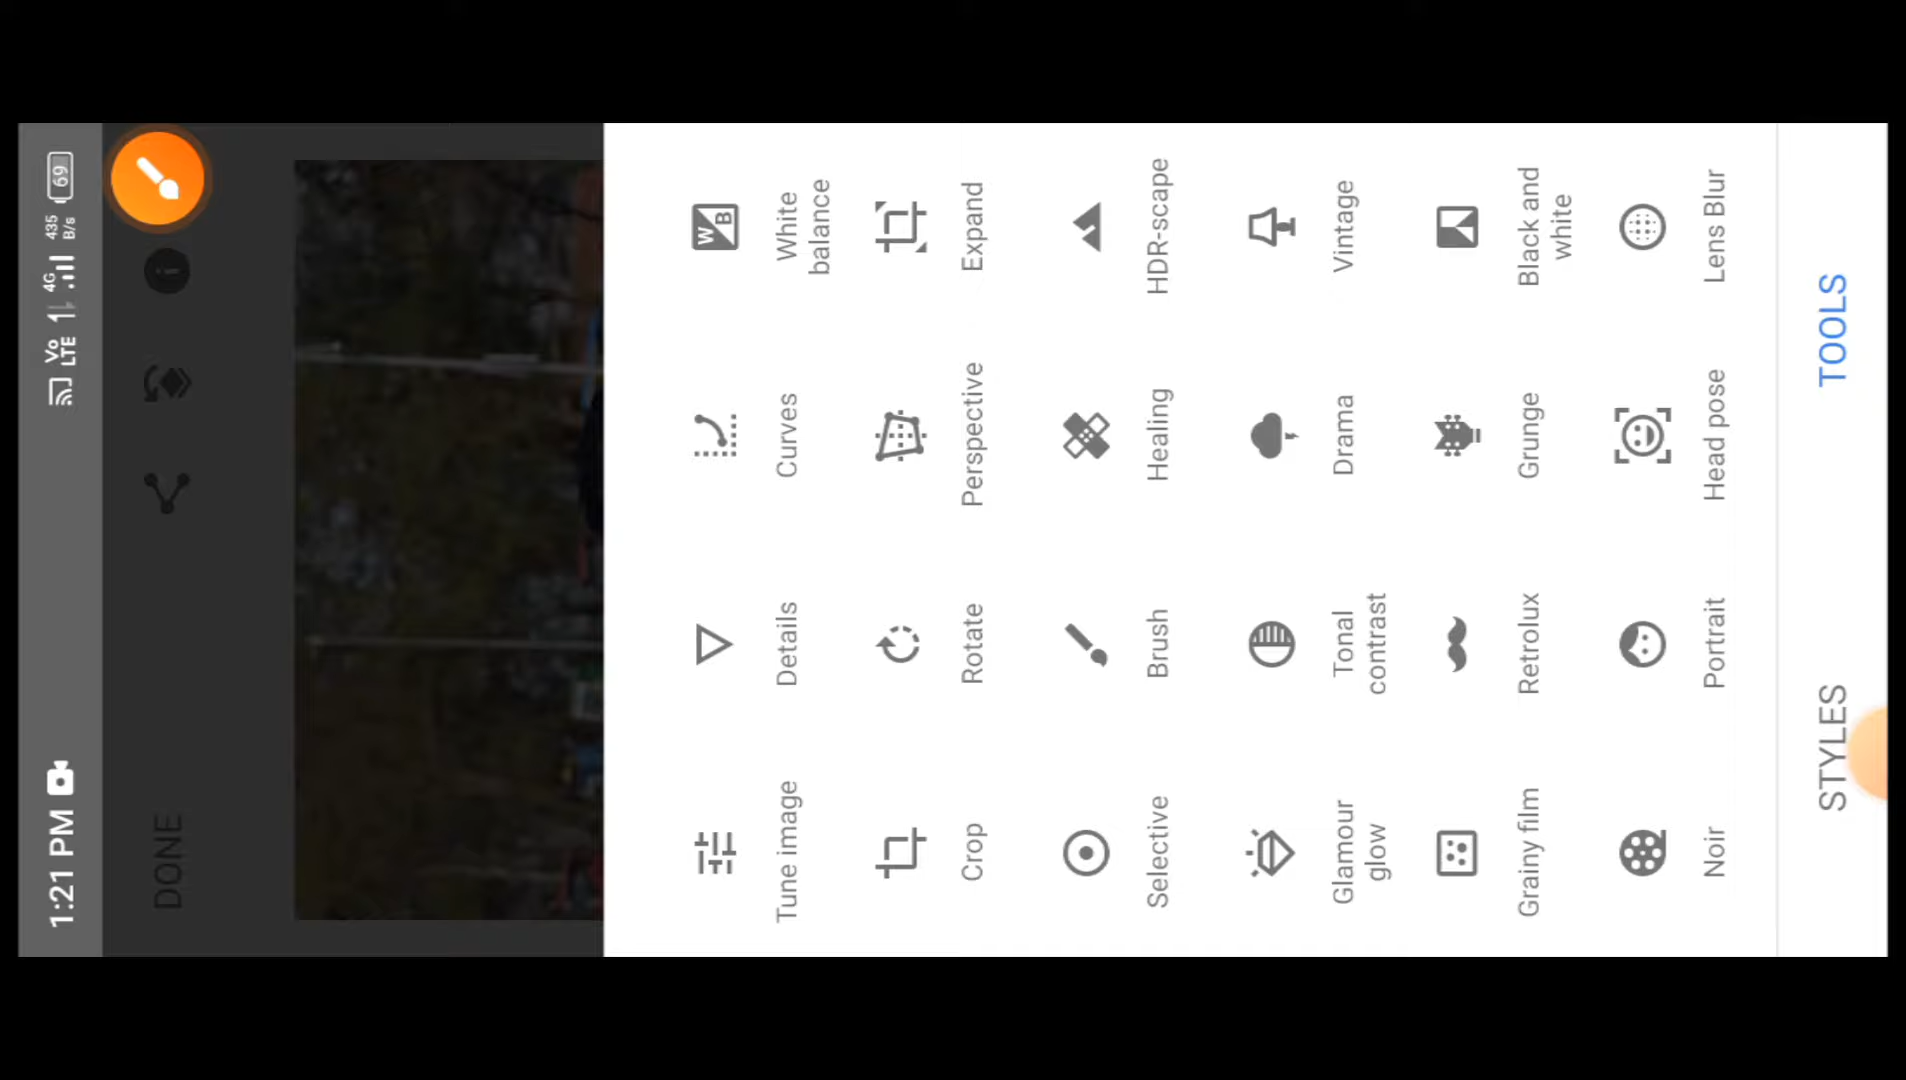 1:21 PM
Vo
LTE
4G
435
B/s
69
DONE
Tune image
Details
Curves
W
B
White
balance
Crop
Rotate
Perspective
Expand
Selective
Brush
Healing
HDR-scape
Glamour
glow
Tonal
contrast
Drama
Vintage
Grainy film
Retrolux
Grunge
Black and
white
Noir
Portrait
Head pose
Lens Blur
STYLES
TOOLS